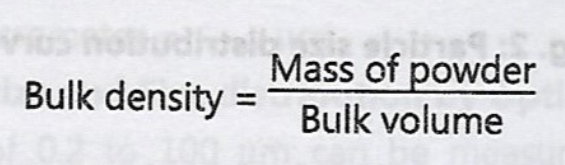 Bulk density = Mass of powder / Bulk volume